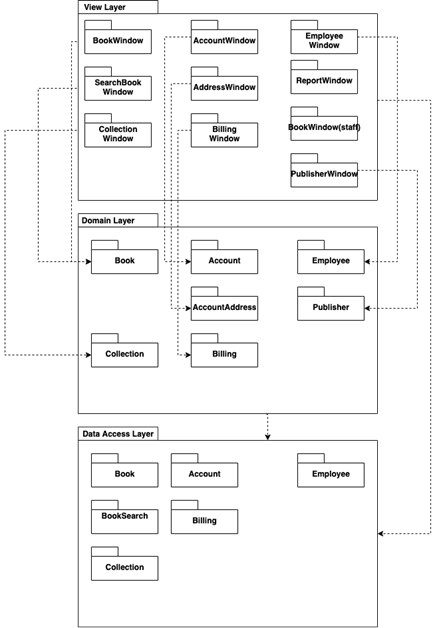 View Layer
BookWindow
AccountWindow
Employee
Window
SearchBook
Window
AddressWindow
ReportWindow
Collection
Window
Billing
Window
BookWindow(staff)
PublisherWindow
Domain Layer
Book
Account
Employee
AccountAddress
Publisher
Collection
Billing
Data Access Layer
Book
Account
Employee
BookSearch
Billing
Collection